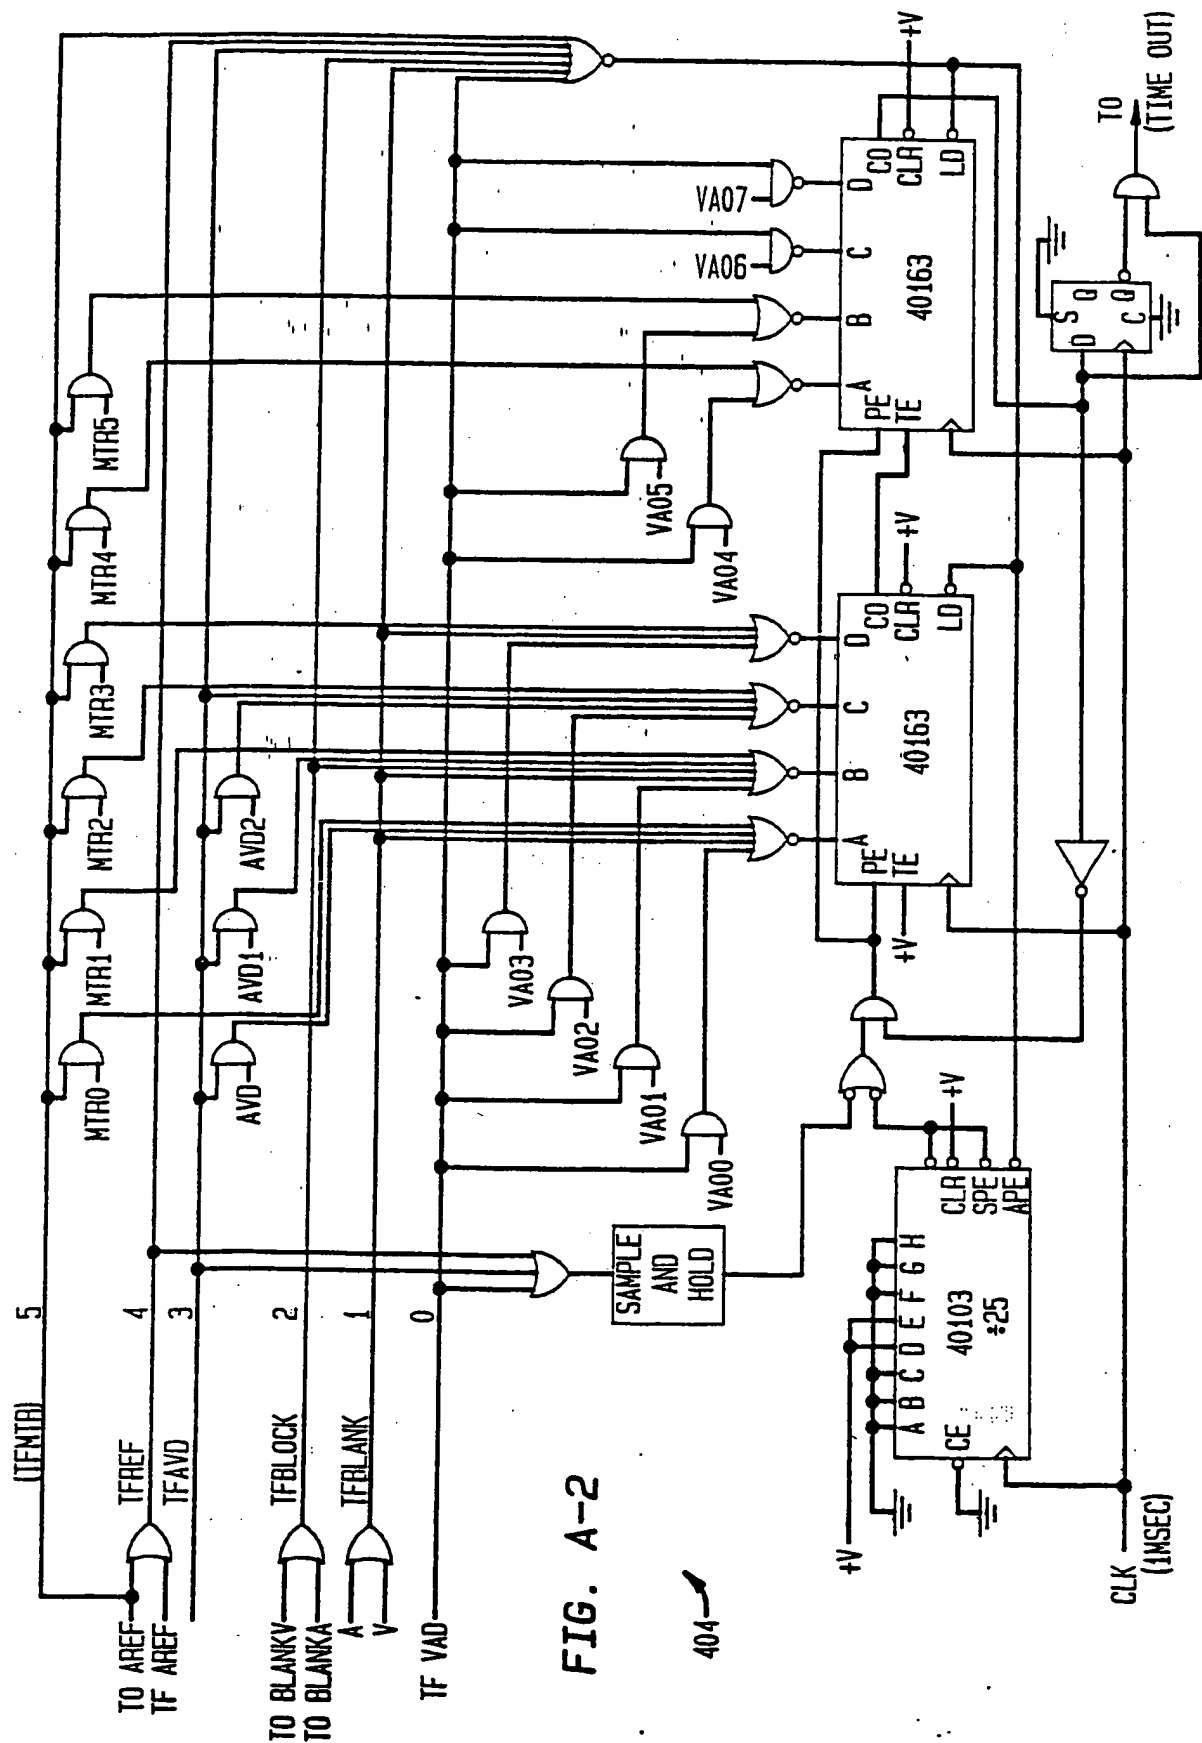 (TFMTR)
5
TO AREF
TF AREF
TFREF
4
TFAVD
3
TO BLANKV
TO BLANKA
TFBLOCK
2
A
V
TFBLANK
1
TF VAD
0
MTR0
MTR1
MTR2
MTR3
MTR4
MTR5
AVD
AVD1
AVD2
VA00
VA01
VA02
VA03
VA04
VA05
VA06
VA07
SAMPLE
AND
HOLD
FIG. A-2
404
+V
A B C D E F G H
CE
40103
÷25
CLR
SPE
APE
+V
+V
PE
TE
A B C D
40163
CO
CLR
LD
+V
PE
TE
A B C D
40163
CO
CLR
LD
+V
D
S
Q
Q
C
TO
(TIME OUT)
CLK
(1MSEC)